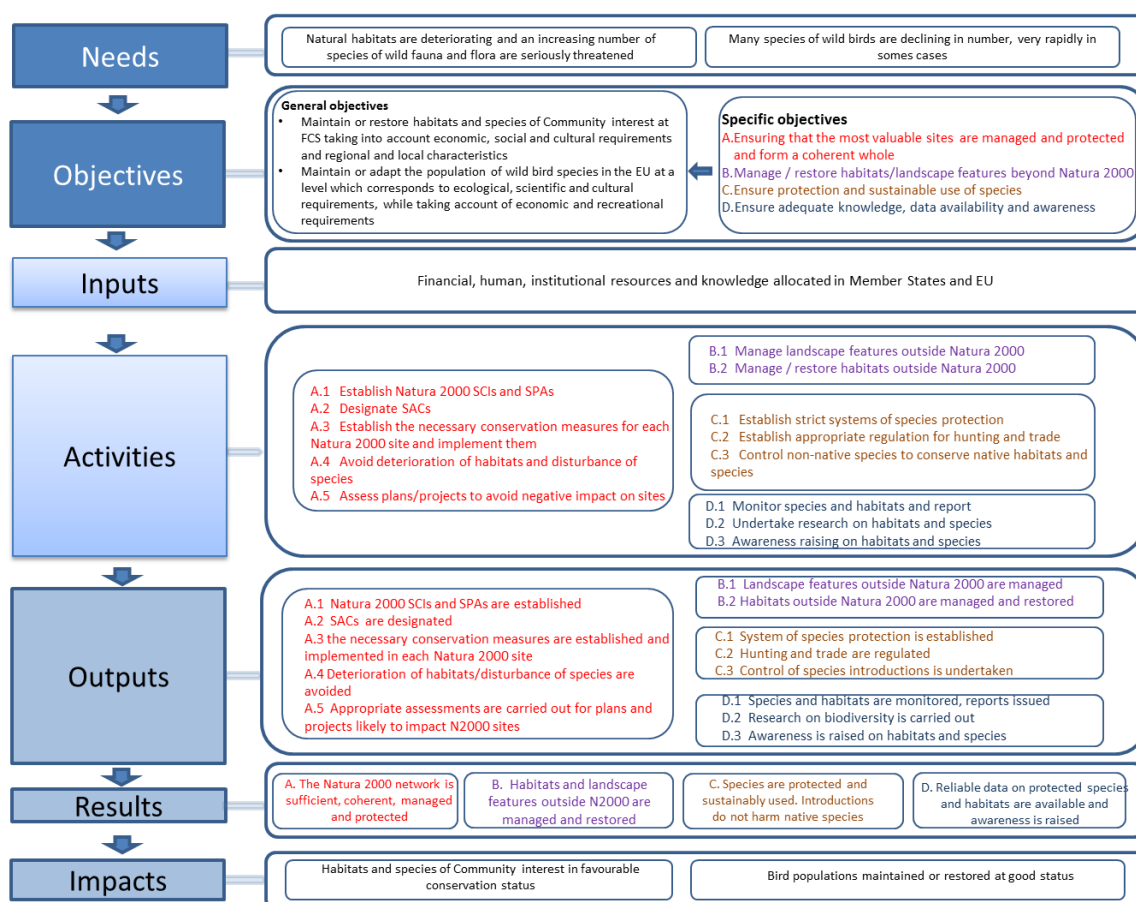 Needs
Natural habitats are deteriorating and an increasing number of
species of wild fauna and flora are seriously threatened
Many species of wild birds are declining in number, very rapidly in
somes cases
Objectives
General objectives
• Maintain or restore habitats and species of Community interest at
FCS taking into account economic, social and cultural requirements
and regional and local characteristics
• Maintain or adapt the population of wild bird species in the EU at a
level which corresponds to ecological, scientific and cultural
requirements, while taking account of economic and recreational
requirements
Specific objectives
A.Ensuring that the most valuable sites are managed and protected
and form a coherent whole
B.Manage / restore habitats/landscape features beyond Natura 2000
C.Ensure protection and sustainable use of species
D.Ensure adequate knowledge, data availability and awareness
Inputs
Financial, human, institutional resources and knowledge allocated in Member States and EU
Activities
A.1 Establish Natura 2000 SCIs and SPAs
A.2 Designate SACs
A.3 Establish the necessary conservation measures for each
Natura 2000 site and implement them
A.4 Avoid deterioration of habitats and disturbance of
species
A.5 Assess plans/projects to avoid negative impact on sites
B.1 Manage landscape features outside Natura 2000
B.2 Manage / restore habitats outside Natura 2000
C.1 Establish strict systems of species protection
C.2 Establish appropriate regulation for hunting and trade
C.3 Control non-native species to conserve native habitats and
species
D.1 Monitor species and habitats and report
D.2 Undertake research on habitats and species
D.3 Awareness raising on habitats and species
Outputs
A.1 Natura 2000 SCIs and SPAs are established
A.2 SACs are designated
A.3 the necessary conservation measures are established and
implemented in each Natura 2000 site
A.4 Deterioration of habitats/disturbance of species are
avoided
A.5 Appropriate assessments are carried out for plans and
projects likely to impact N2000 sites
B.1 Landscape features outside Natura 2000 are managed
B.2 Habitats outside Natura 2000 are managed and restored
C.1 System of species protection is established
C.2 Hunting and trade are regulated
C.3 Control of species introductions is undertaken
D.1 Species and habitats are monitored, reports issued
D.2 Research on biodiversity is carried out
D.3 Awareness is raised on habitats and species
Results
A. The Natura 2000 network is
sufficient, coherent, managed
and protected
B. Habitats and landscape
features outside N2000 are
managed and restored
C. Species are protected and
sustainably used. Introductions
do not harm native species
D. Reliable data on protected species
and habitats are available and
awareness is raised
Impacts
Habitats and species of Community interest in favourable
conservation status
Bird populations maintained or restored at good status